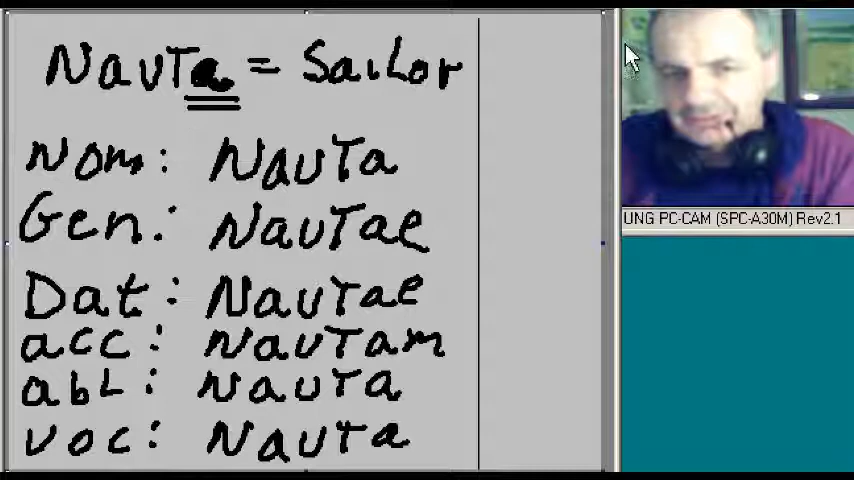 Nauta = Sailor
Nom: Nauta
Gen: Nautae
Dat: Nautae
acc: Nautam
abl: Nauta
voc: Nauta
UNG PC-CAM (SPC-A30M) Rev2.1